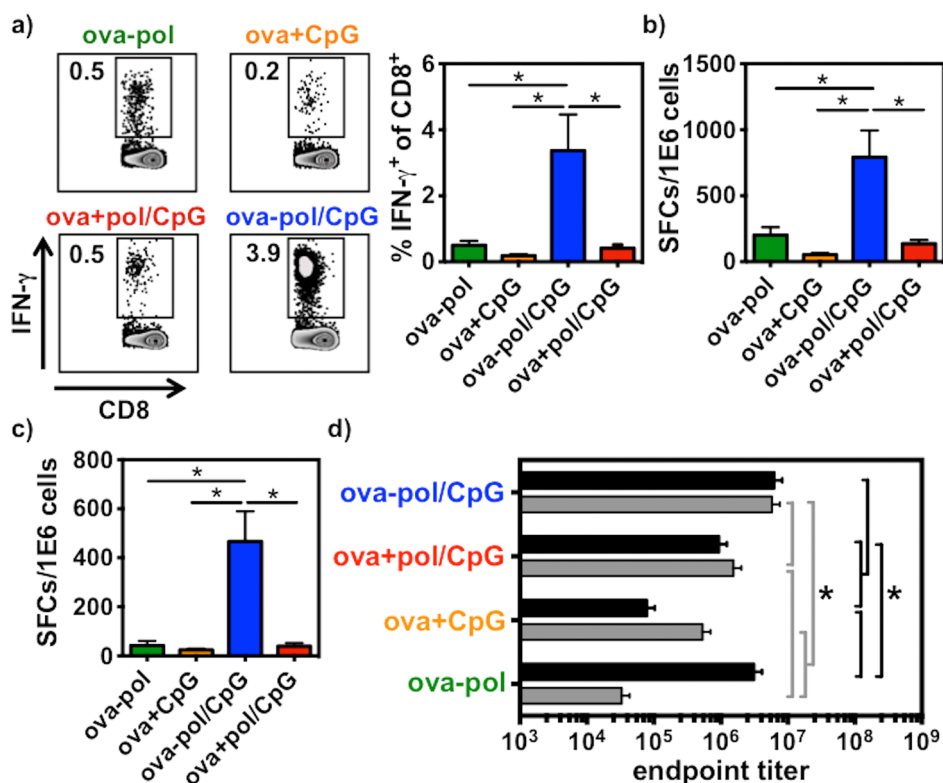 a)
ova-pol
ova+CpG
0.5
0.2
ova+pol/CpG
ova-pol/CpG
0.5
3.9
IFN-γ
CD8
% IFN-γ⁺ of CD8⁺
6
4
2
0
*
* *
ova-pol
ova+CpG
ova-pol/CpG
ova+pol/CpG
b)
SFCs/1E6 cells
1500
1000
500
0
*
* *
ova-pol
ova+CpG
ova-pol/CpG
ova+pol/CpG
c)
SFCs/1E6 cells
800
600
400
200
0
*
* *
ova-pol
ova+CpG
ova-pol/CpG
ova+pol/CpG
d)
ova-pol/CpG
ova+pol/CpG
ova+CpG
ova-pol
* *
10³ 10⁴ 10⁵ 10⁶ 10⁷ 10⁸ 10⁹
endpoint titer